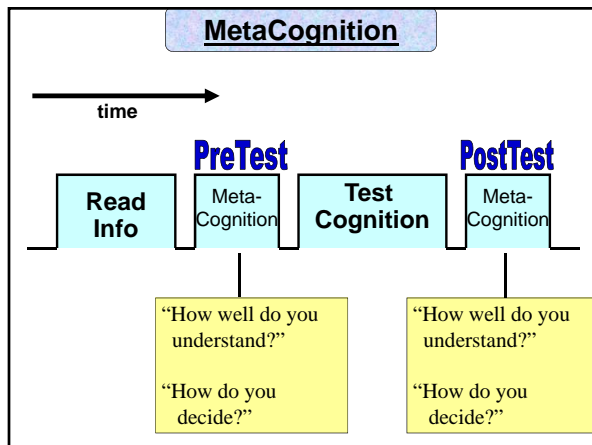 MetaCognition
time
PreTest
PostTest
Read
Info
Meta-
Cognition
Test
Cognition
Meta-
Cognition
“How well do you
understand?”
“How do you
decide?”
“How well do you
understand?”
“How do you
decide?”